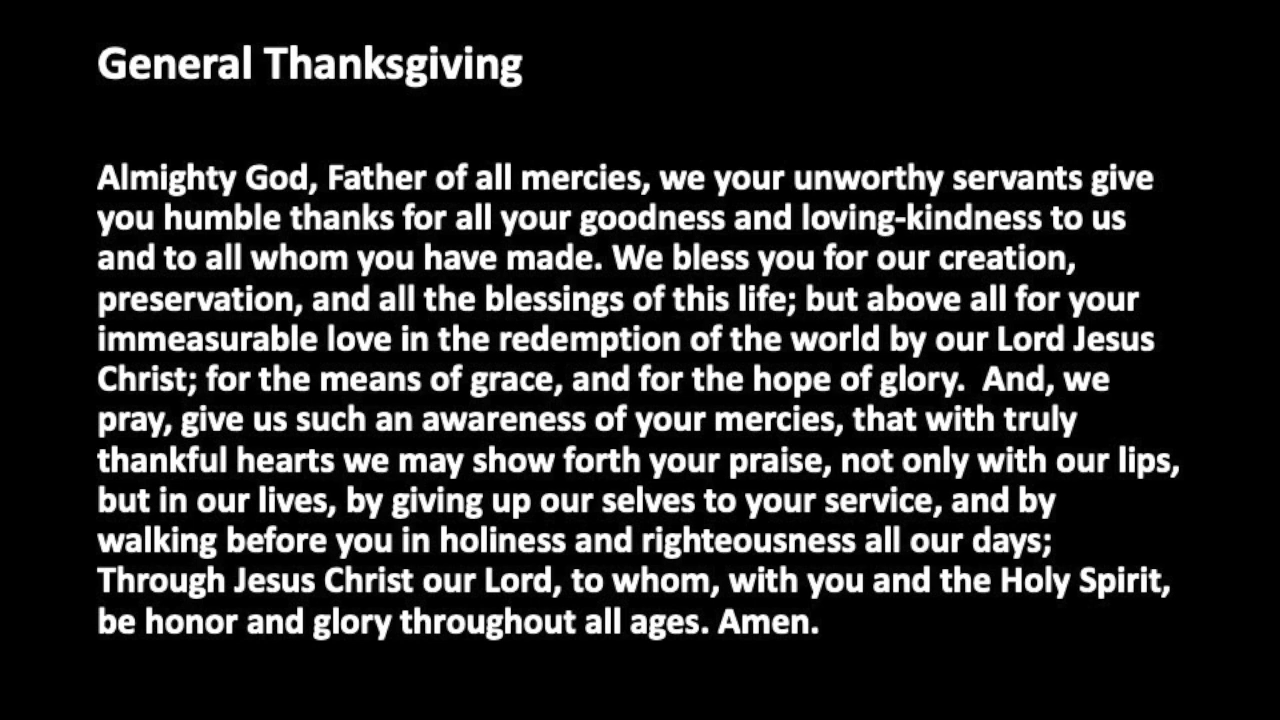 General Thanksgiving
Almighty God, Father of all mercies, we your unworthy servants give
you humble thanks for all your goodness and loving-kindness to us
and to all whom you have made. We bless you for our creation,
preservation, and all the blessings of this life; but above all for your
immeasurable love in the redemption of the world by our Lord Jesus
Christ; for the means of grace, and for the hope of glory.  And, we
pray, give us such an awareness of your mercies, that with truly
thankful hearts we may show forth your praise, not only with our lips,
but in our lives, by giving up our selves to your service, and by
walking before you in holiness and righteousness all our days;
Through Jesus Christ our Lord, to whom, with you and the Holy Spirit,
be honor and glory throughout all ages. Amen.